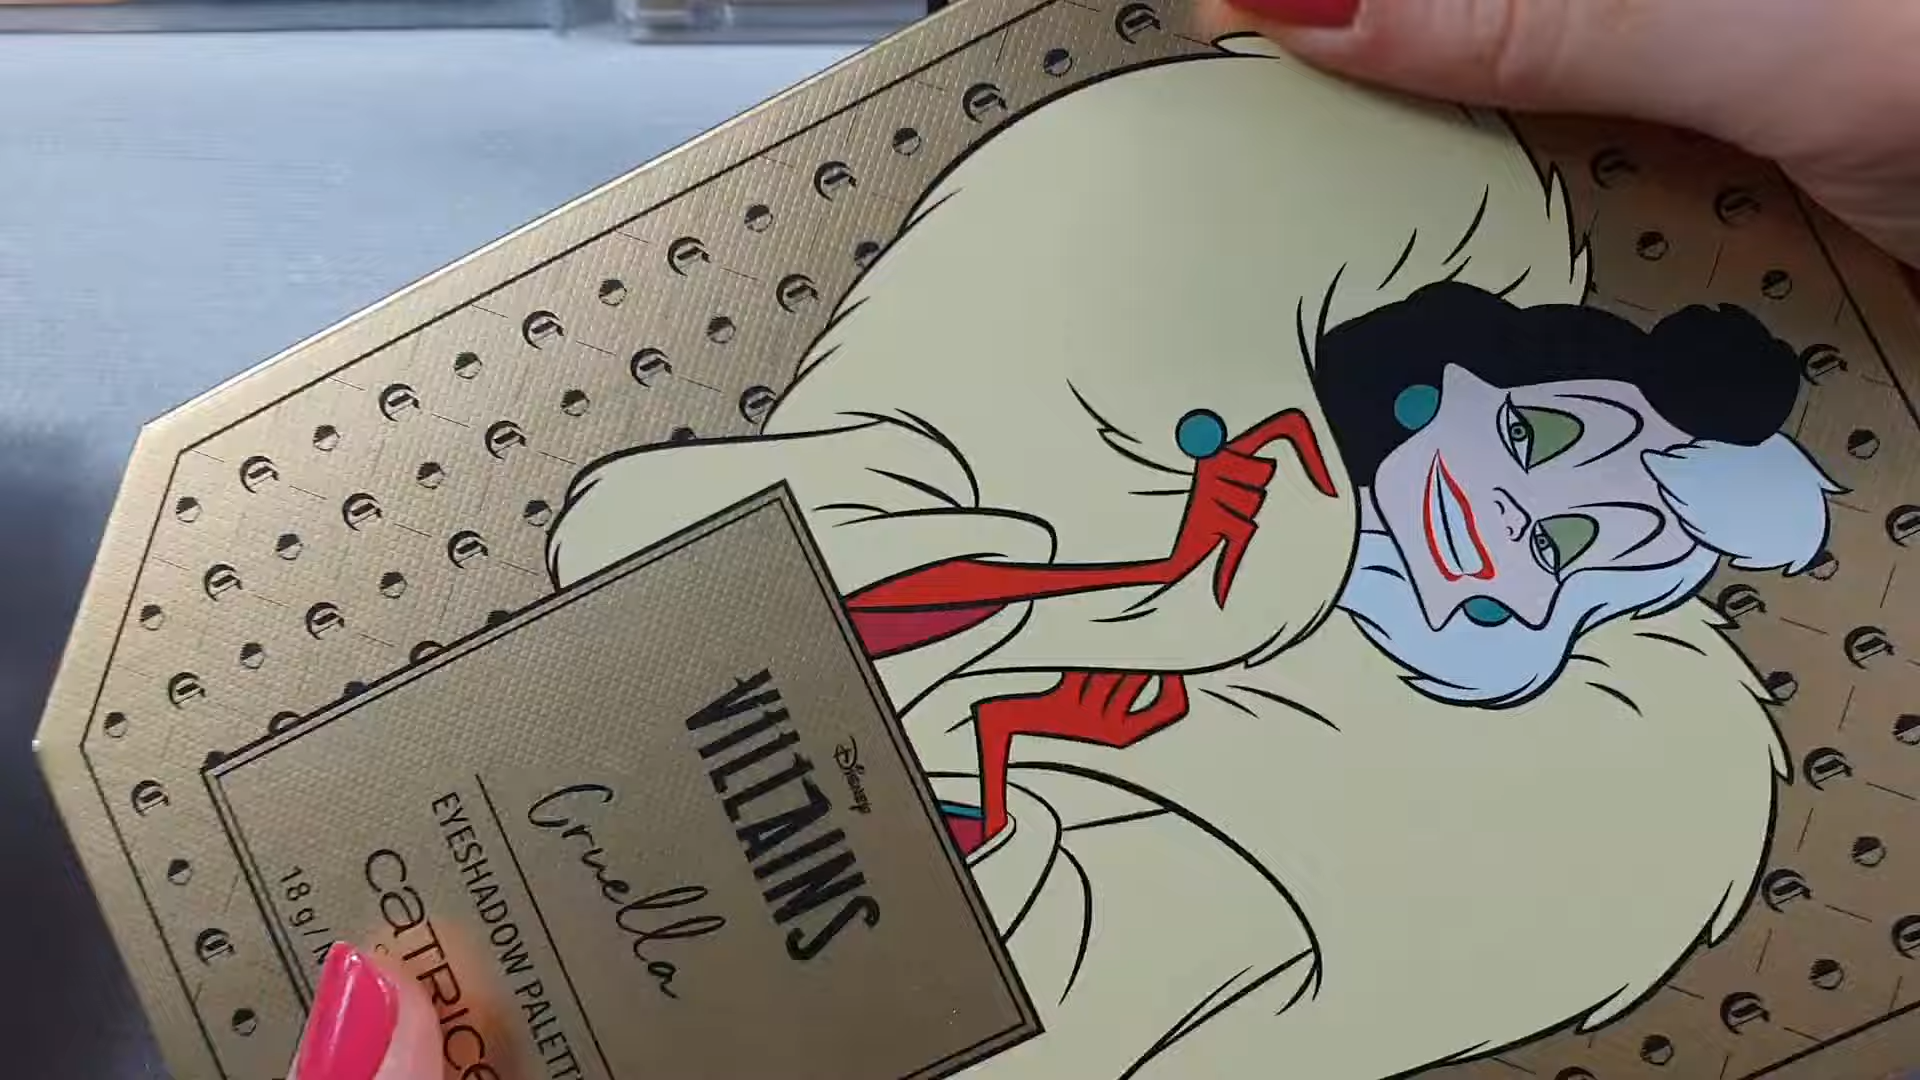 Disney
VILLAINS
Cruella
EYESHADOW PALETT
CATRICE
18 g /